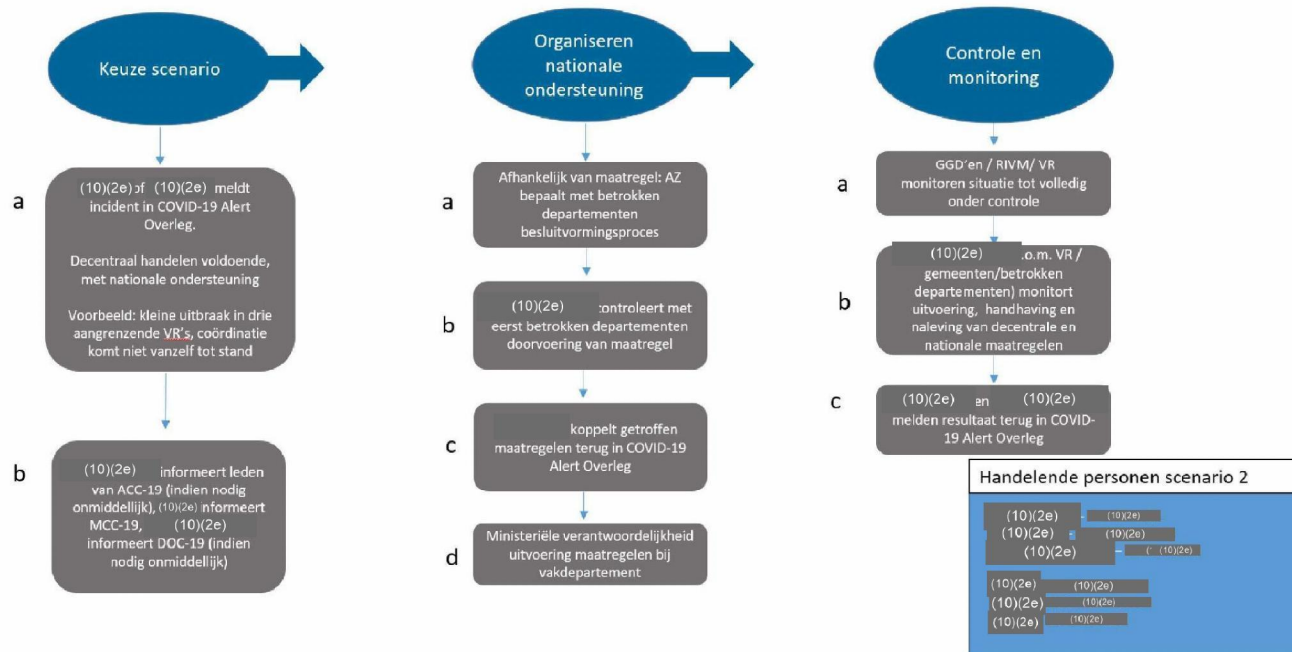 Keuze scenario
a
(10)(2e) of (10)(2e) meldt
incident in COVID-19 Alert
Overleg.
Decentraal handelen voldoende,
met nationale ondersteuning
Voorbeeld: kleine uitbraak in drie
aangrenzende VR's, coördinatie
komt niet vanzelf tot stand
b
(10)(2e) informeert leden
van ACC-19 (indien nodig
onmiddellijk), (10)(2e) informeert
MCC-19, (10)(2e)
informeert DOC-19 (indien
nodig onmiddellijk)
Organiseren
nationale
ondersteuning
a
Afhankelijk van maatregel: AZ
bepaalt met betrokken
departementen
besluitvormingsproces
b
(10)(2e) controleert met
eerst betrokken departementen
doorvoering van maatregel
c
koppelt getroffen
maatregelen terug in COVID-19
Alert Overleg
d
Ministeriële verantwoordelijkheid
uitvoering maatregelen bij
vakdepartement
Controle en
monitoring
a
GGD'en / RIVM/ VR
monitoren situatie tot volledig
onder controle
b
(10)(2e) .o.m. VR /
gemeenten/betrokken
departementen) monitort
uitvoering, handhaving en
naleving van decentrale en
nationale maatregelen
c
(10)(2e) en (10)(2e)
melden resultaat terug in COVID-
19 Alert Overleg
Handelende personen scenario 2
(10)(2e) - (10)(2e)
(10)(2e) - (10)(2e)
(10)(2e) - (10)(2e)
(10)(2e) (10)(2e)
(10)(2e) (10)(2e)
(10)(2e) (10)(2e)